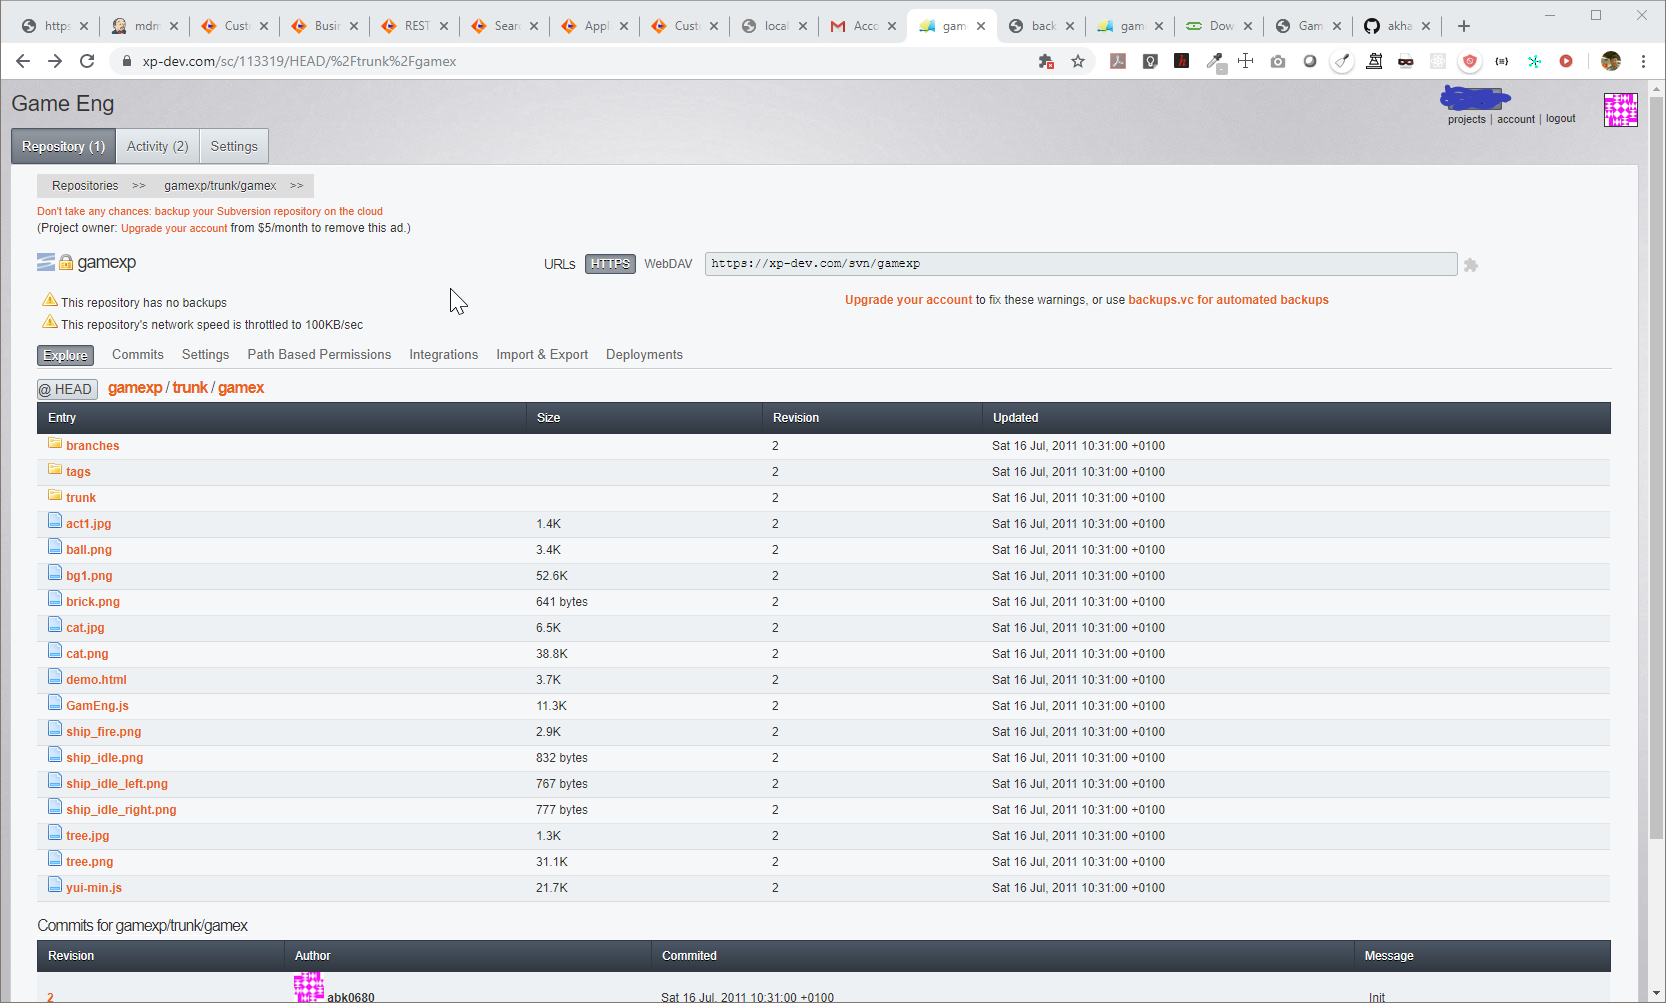 https
mdm
Custo
Busin
REST
Searc
Appl
Custo
local
Acco
gam
back
gam
Dow
Gam
akha
xp-dev.com/sc/113319/HEAD/%2Ftrunk%2Fgamex
Game Eng
projects | account | logout
Repository (1) Activity (2) Settings
Repositories >> gamexp/trunk/gamex >>
Don't take any chances: backup your Subversion repository on the cloud
(Project owner: Upgrade your account from $5/month to remove this ad.)
gamexp URLs HTTPS WebDAV https://xp-dev.com/svn/gamexp
This repository has no backups
Upgrade your account to fix these warnings, or use backups.vc for automated backups
This repository's network speed is throttled to 100KB/sec
Explore Commits Settings Path Based Permissions Integrations Import & Export Deployments
@ HEAD gamexp / trunk / gamex
Entry Size Revision Updated
branches 2 Sat 16 Jul, 2011 10:31:00 +0100
tags 2 Sat 16 Jul, 2011 10:31:00 +0100
trunk 2 Sat 16 Jul, 2011 10:31:00 +0100
act1.jpg 1.4K 2 Sat 16 Jul, 2011 10:31:00 +0100
ball.png 3.4K 2 Sat 16 Jul, 2011 10:31:00 +0100
bg1.png 52.6K 2 Sat 16 Jul, 2011 10:31:00 +0100
brick.png 641 bytes 2 Sat 16 Jul, 2011 10:31:00 +0100
cat.jpg 6.5K 2 Sat 16 Jul, 2011 10:31:00 +0100
cat.png 38.8K 2 Sat 16 Jul, 2011 10:31:00 +0100
demo.html 3.7K 2 Sat 16 Jul, 2011 10:31:00 +0100
GamEng.js 11.3K 2 Sat 16 Jul, 2011 10:31:00 +0100
ship_fire.png 2.9K 2 Sat 16 Jul, 2011 10:31:00 +0100
ship_idle.png 832 bytes 2 Sat 16 Jul, 2011 10:31:00 +0100
ship_idle_left.png 767 bytes 2 Sat 16 Jul, 2011 10:31:00 +0100
ship_idle_right.png 777 bytes 2 Sat 16 Jul, 2011 10:31:00 +0100
tree.jpg 1.3K 2 Sat 16 Jul, 2011 10:31:00 +0100
tree.png 31.1K 2 Sat 16 Jul, 2011 10:31:00 +0100
yui-min.js 21.7K 2 Sat 16 Jul, 2011 10:31:00 +0100
Commits for gamexp/trunk/gamex
Revision Author Commited Message
2 abk0680 Sat 16 Jul, 2011 10:31:00 +0100 Init